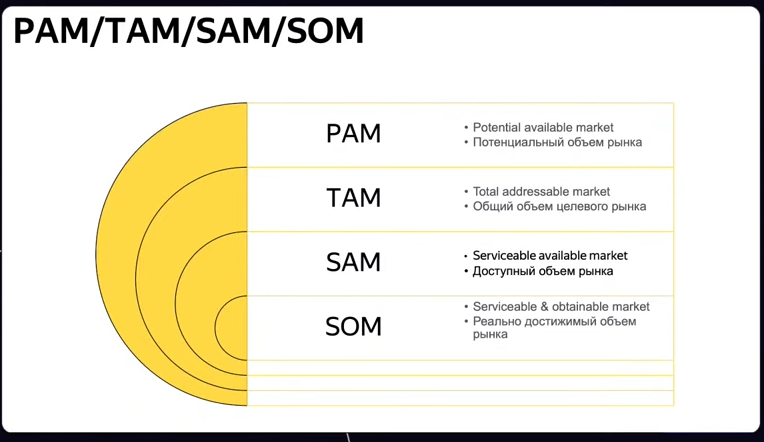 PAM/TAM/SAM/SOM
PAM
• Potential available market
• Потенциальный объем рынка
TAM
• Total addressable market
• Общий объем целевого рынка
SAM
• Serviceable available market
• Доступный объем рынка
SOM
• Serviceable & obtainable market
• Реально достижимый объем
рынка